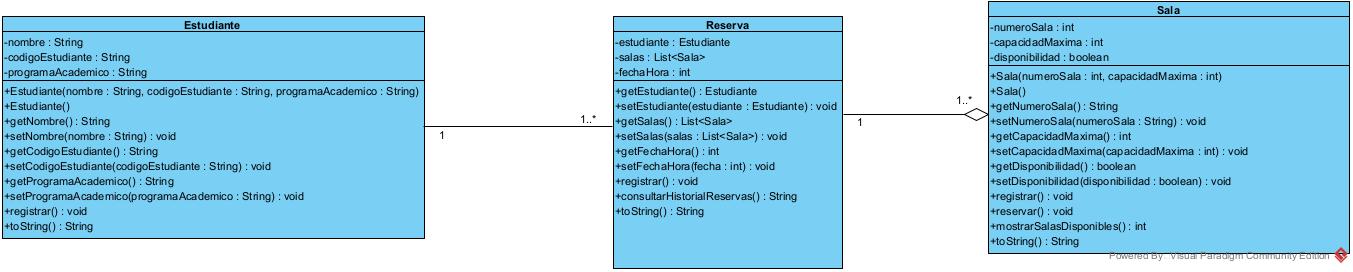 Estudiante
-nombre : String
-codigoEstudiante : String
-programaAcademico : String
+Estudiante(nombre : String, codigoEstudiante : String, programaAcademico : String)
+Estudiante()
+getNombre() : String
+setNombre(nombre : String) : void
+getCodigoEstudiante() : String
+setCodigoEstudiante(codigoEstudiante : String) : void
+getProgramaAcademico() : String
+setProgramaAcademico(programaAcademico : String) : void
+registrar() : void
+toString() : String
1
1..*
Reserva
-estudiante : Estudiante
-salas : List<Sala>
-fechaHora : int
+getEstudiante() : Estudiante
+setEstudiante(estudiante : Estudiante) : void
+getSalas() : List<Sala>
+setSalas(salas : List<Sala>) : void
+getFechaHora() : int
+setFechaHora(fecha : int) : void
+registrar() : void
+consultarHistorialReservas() : String
+toString() : String
1
1..*
Sala
-numeroSala : int
-capacidadMaxima : int
-disponibilidad : boolean
+Sala(numeroSala : int, capacidadMaxima : int)
+Sala()
+getNumeroSala() : String
+setNumeroSala(numeroSala : String) : void
+getCapacidadMaxima() : int
+setCapacidadMaxima(capacidadMaxima : int) : void
+getDisponibilidad() : boolean
+setDisponibilidad(disponibilidad : boolean) : void
+registrar() : void
+reservar() : void
+mostrarSalasDisponibles() : int
+toString() : String
Powered By: Visual Paradigm Community Edition